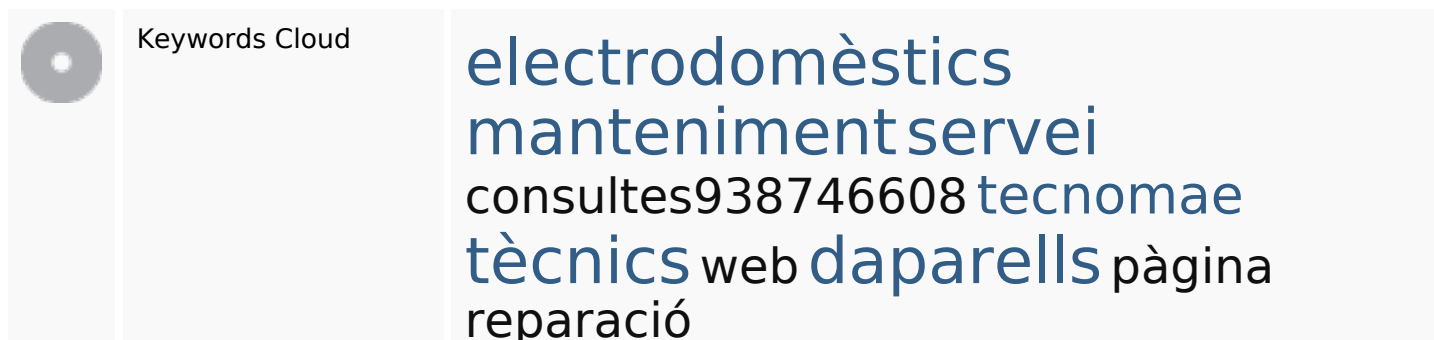 Keywords Cloud
electrodomèstics
manteniment servei
consultes938746608 tecnomae
tècnics web daparells pàgina
reparació